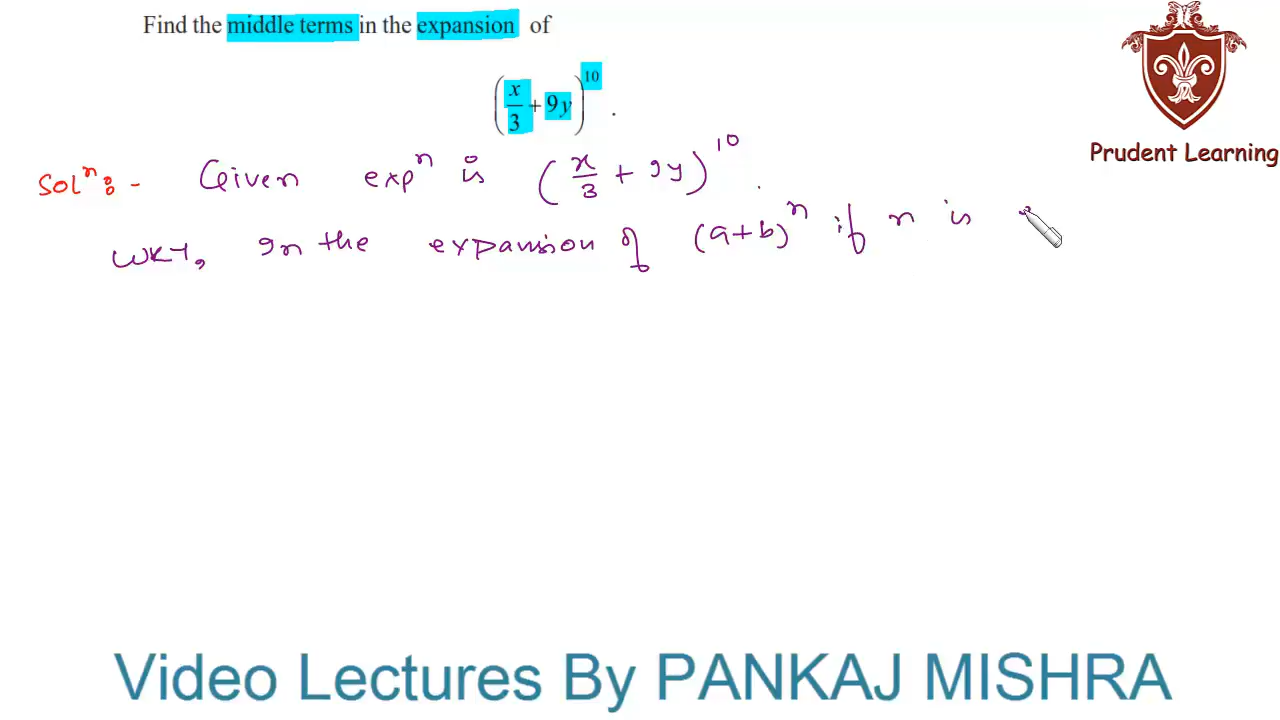 Find the middle terms in the expansion of
(x/3 + 9y)^10 .
Prudent Learning
Solⁿ:- Given expⁿ is (x/3 + 9y)^10 .
WKT, In the expansion of (a+b)ⁿ if n is
Video Lectures By PANKAJ MISHRA